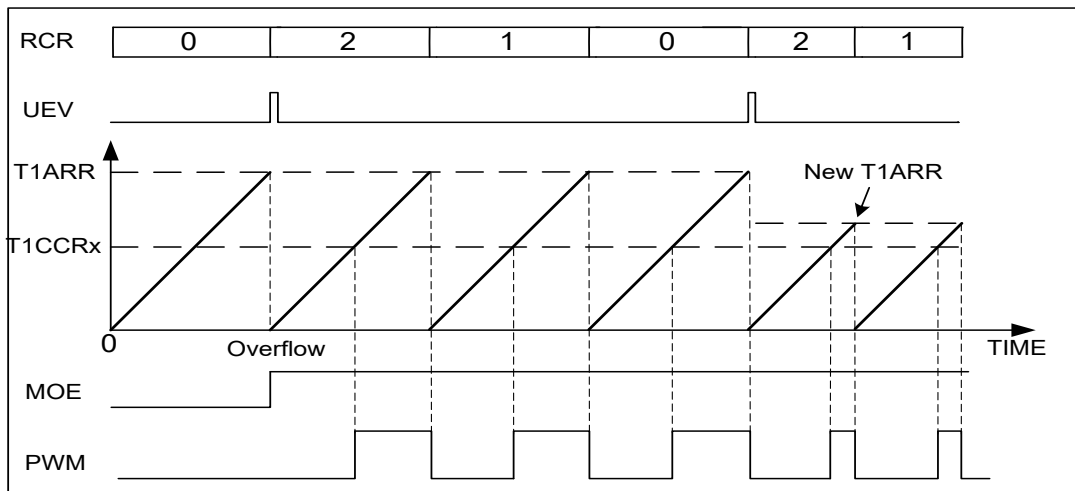 RCR 0 2 1 0 2 1
UEV
T1ARR
New T1ARR
T1CCRx
0
Overflow
TIME
MOE
PWM